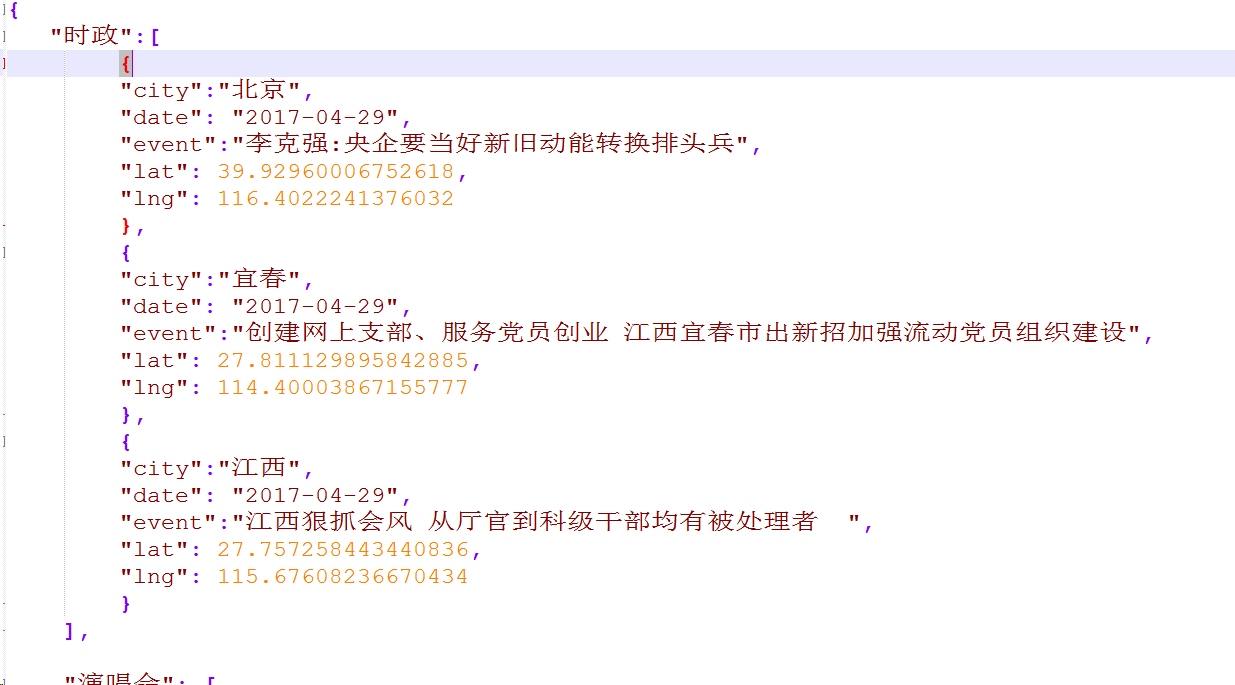 {
"时政":[
{
"city":"北京",
"date": "2017-04-29",
"event":"李克强:央企要当好新旧动能转换排头兵",
"lat": 39.92960006752618,
"lng": 116.4022241376032
},
{
"city":"宜春",
"date": "2017-04-29",
"event":"创建网上支部、服务党员创业 江西宜春市出新招加强流动党员组织建设",
"lat": 27.811129895842885,
"lng": 114.40003867155777
},
{
"city":"江西",
"date": "2017-04-29",
"event":"江西狠抓会风 从厅官到科级干部均有被处理者  ",
"lat": 27.757258443440836,
"lng": 115.67608236670434
}
],
"演唱会": [